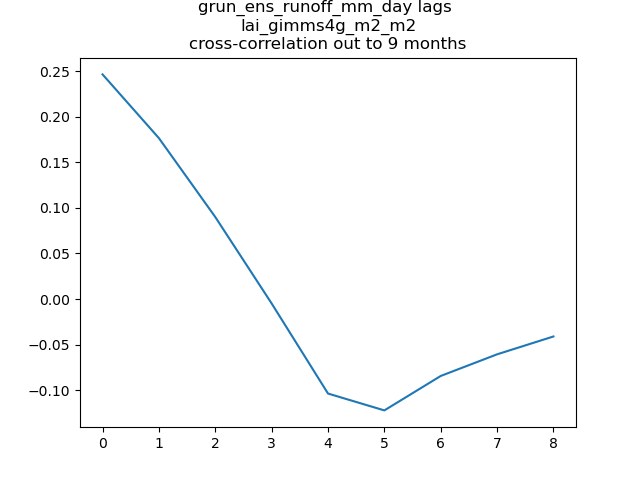 grun_ens_runoff_mm_day lags
lai_gimms4g_m2_m2
cross-correlation out to 9 months
0.25
0.20
0.15
0.10
0.05
0.00
−0.05
−0.10
0 1 2 3 4 5 6 7 8